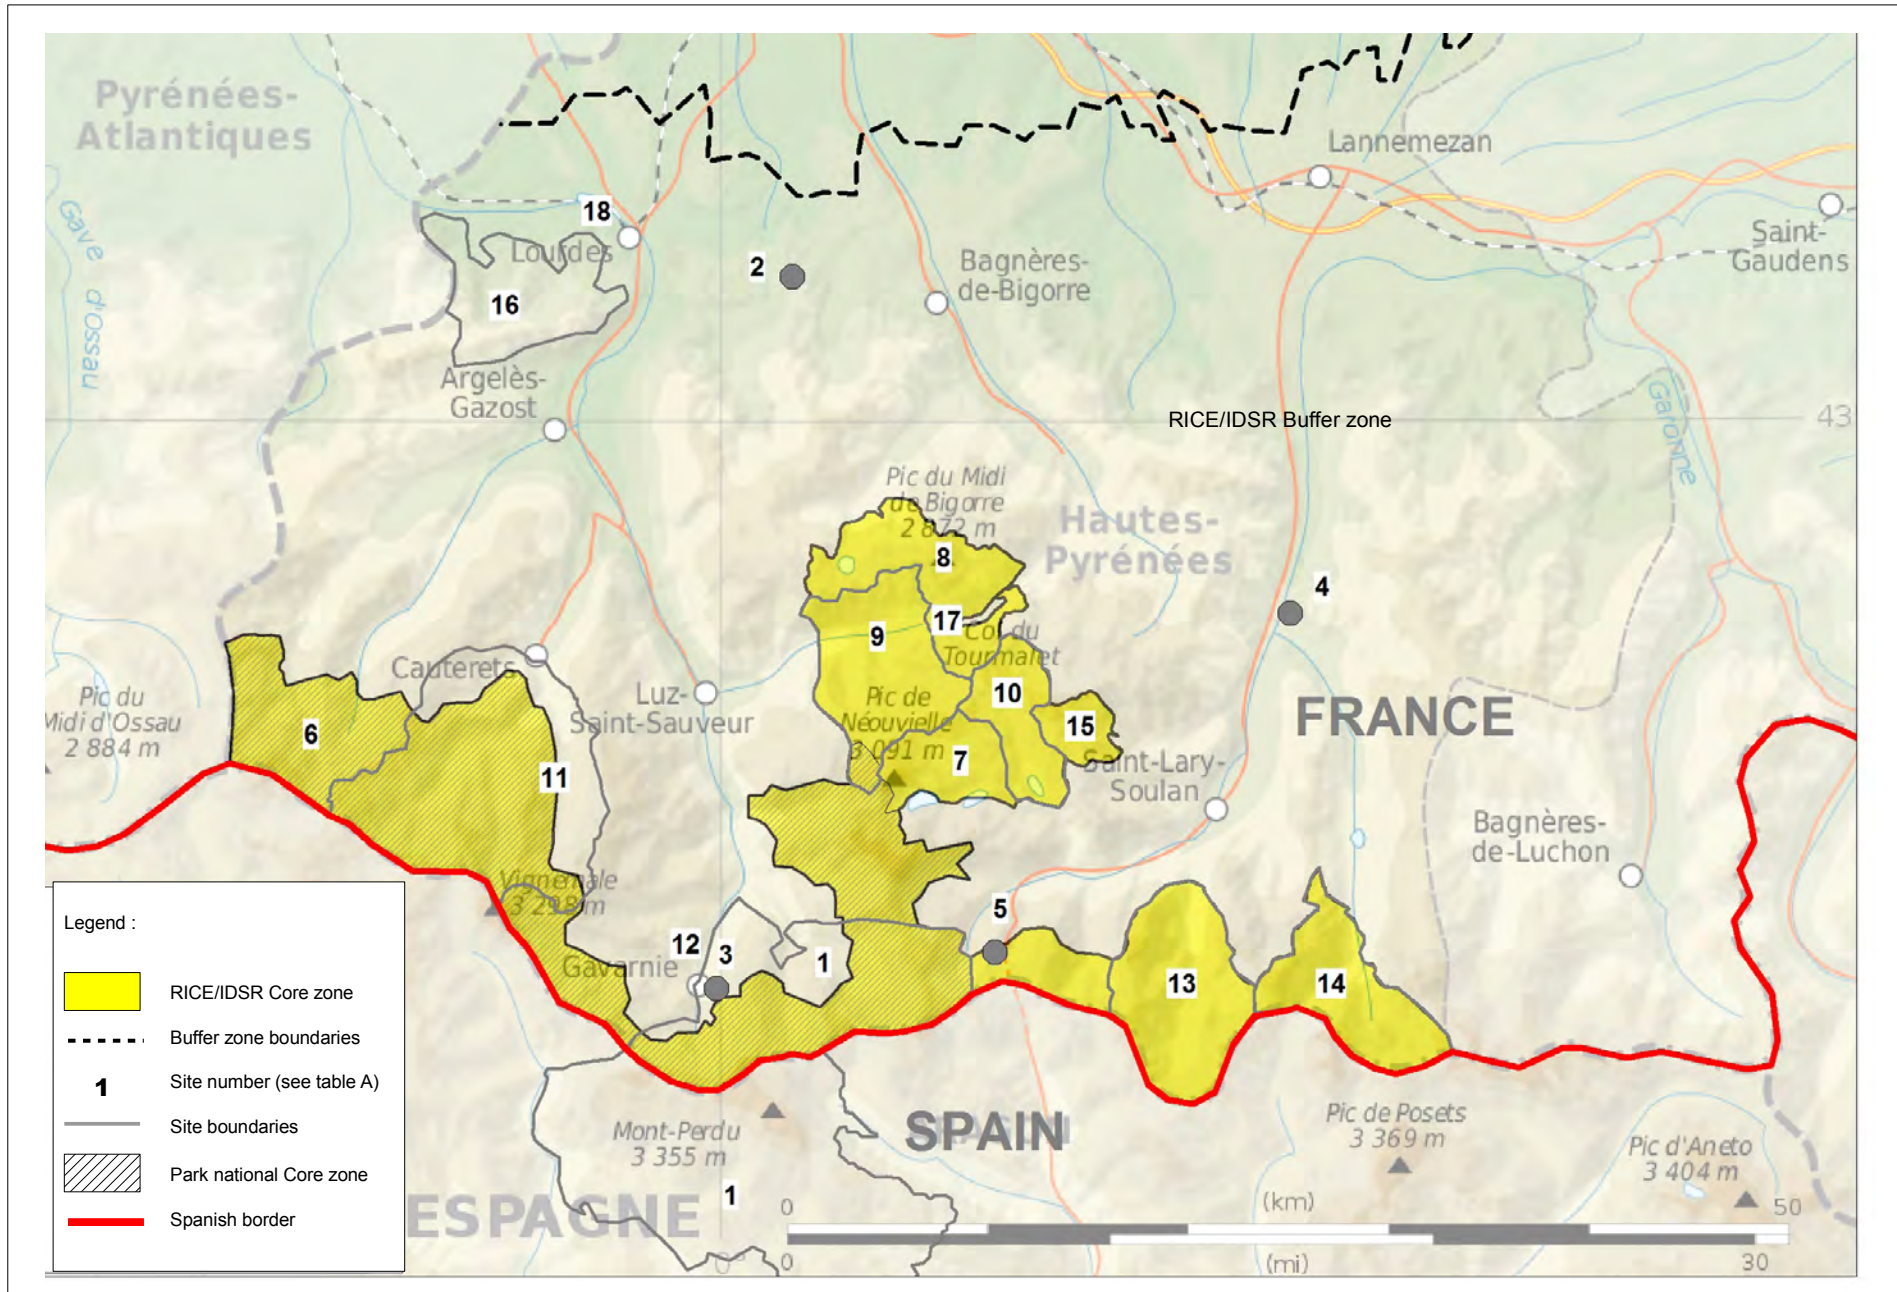 Pyrénées-
Atlantiques
Lannemezan
Saint-
Gaudens
Gave d'Ossau
18
Lourdes
2
Bagnères-
de-Bigorre
16
Argelès-
Gazost
RICE/IDSR Buffer zone
43
Garonne
Pic du Midi
de Bigorre
2 872 m
8
Hautes-
Pyrénées
4
17
9
Col du
Tourmalet
Cauterets
Luz-
Saint-Sauveur
Pic du
Midi d'Ossau
2 884 m
6
10
Pic de
Néouvielle
3 091 m
15
FRANCE
7
11
Saint-Lary-
Soulan
Bagnères-
de-Luchon
Vignemale
3 298 m
5
12
3
1
Gavarnie
13
14
Legend :
RICE/IDSR Core zone
Buffer zone boundaries
1
Site number (see table A)
Site boundaries
Park national Core zone
Spanish border
Mont-Perdu
3 355 m
SPAIN
Pic de Posets
3 369 m
Pic d'Aneto
3 404 m
1
ESPAGNE
0
(km)
50
0
(mi)
30